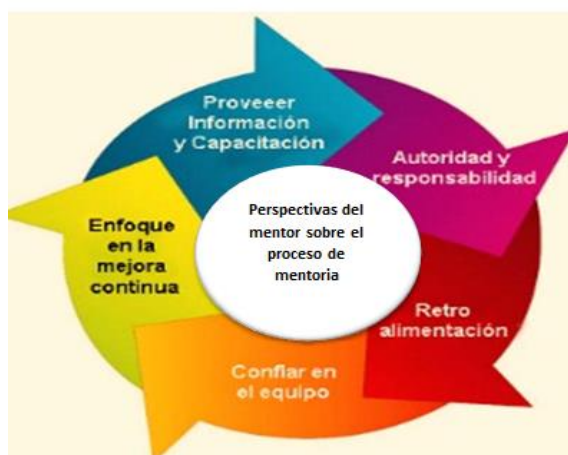 Proveeer
Información
y Capacitación
Autoridad y
responsabilidad
Retro
alimentación
Confiar en
el equipo
Enfoque
en la
mejora
continua
Perspectivas del
mentor sobre el
proceso de
mentoria